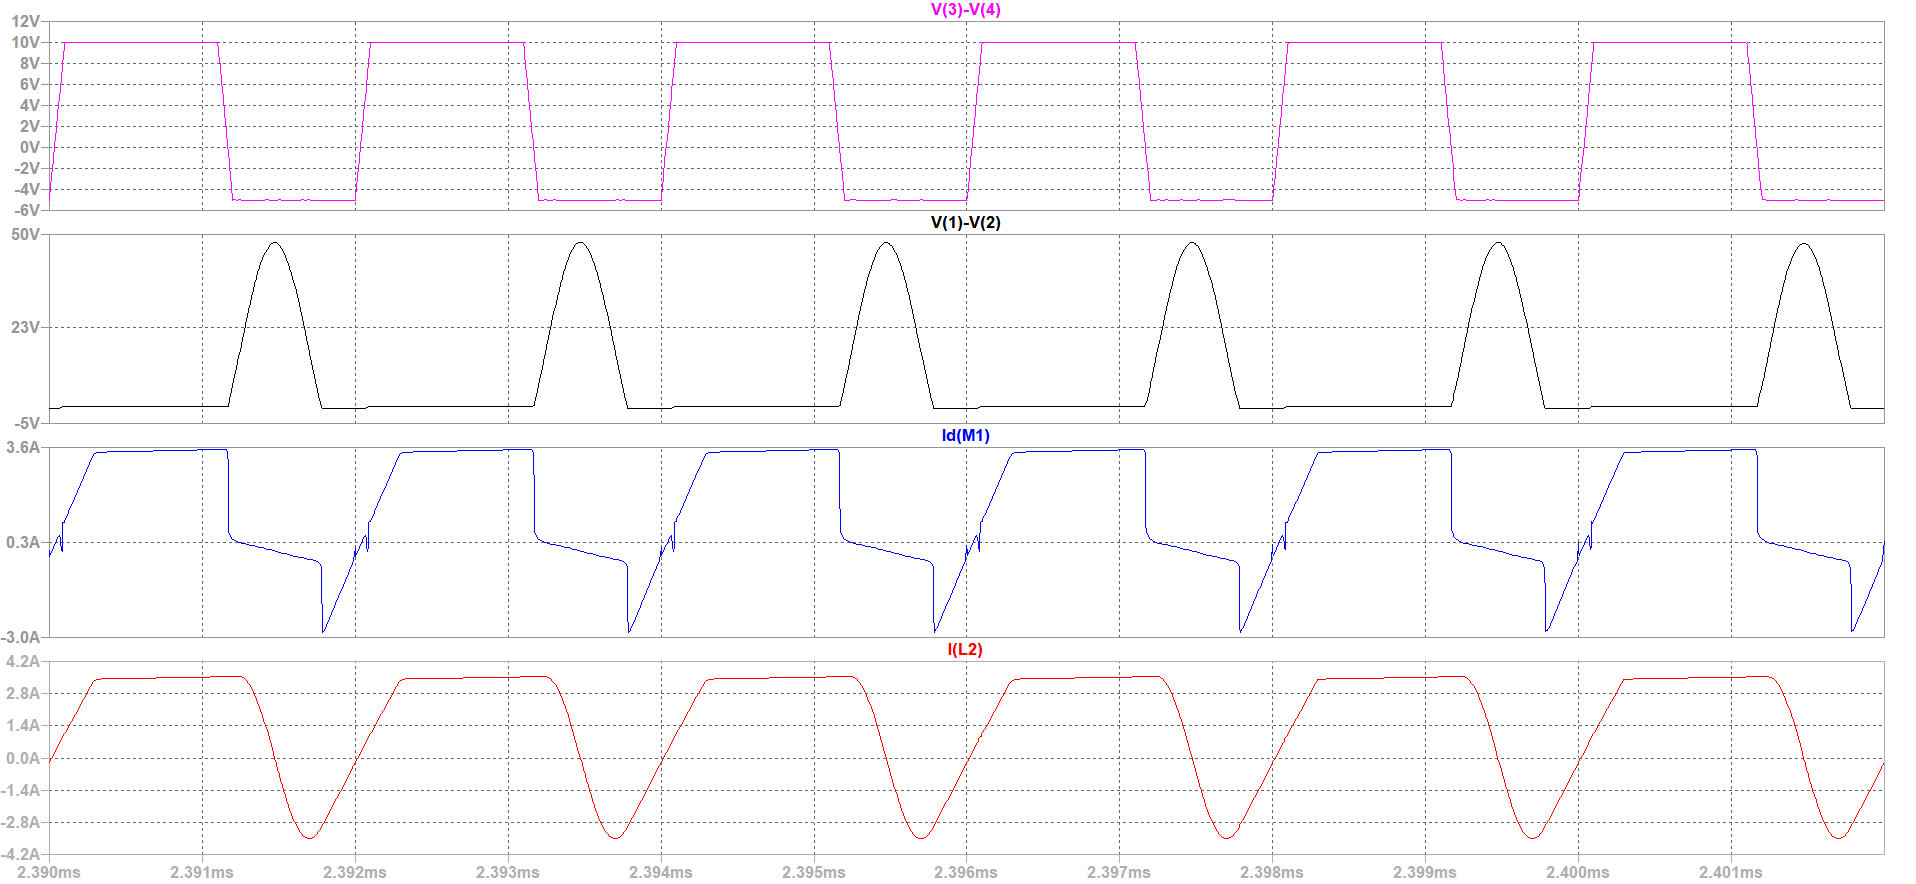 V(3)-V(4)
12V
10V
8V
6V
4V
2V
0V
-2V
-4V
-6V
V(1)-V(2)
50V
23V
-5V
Id(M1)
3.6A
0.3A
-3.0A
I(L2)
4.2A
2.8A
1.4A
0.0A
-1.4A
-2.8A
-4.2A
2.390ms 2.391ms 2.392ms 2.393ms 2.394ms 2.395ms 2.396ms 2.397ms 2.398ms 2.399ms 2.400ms 2.401ms